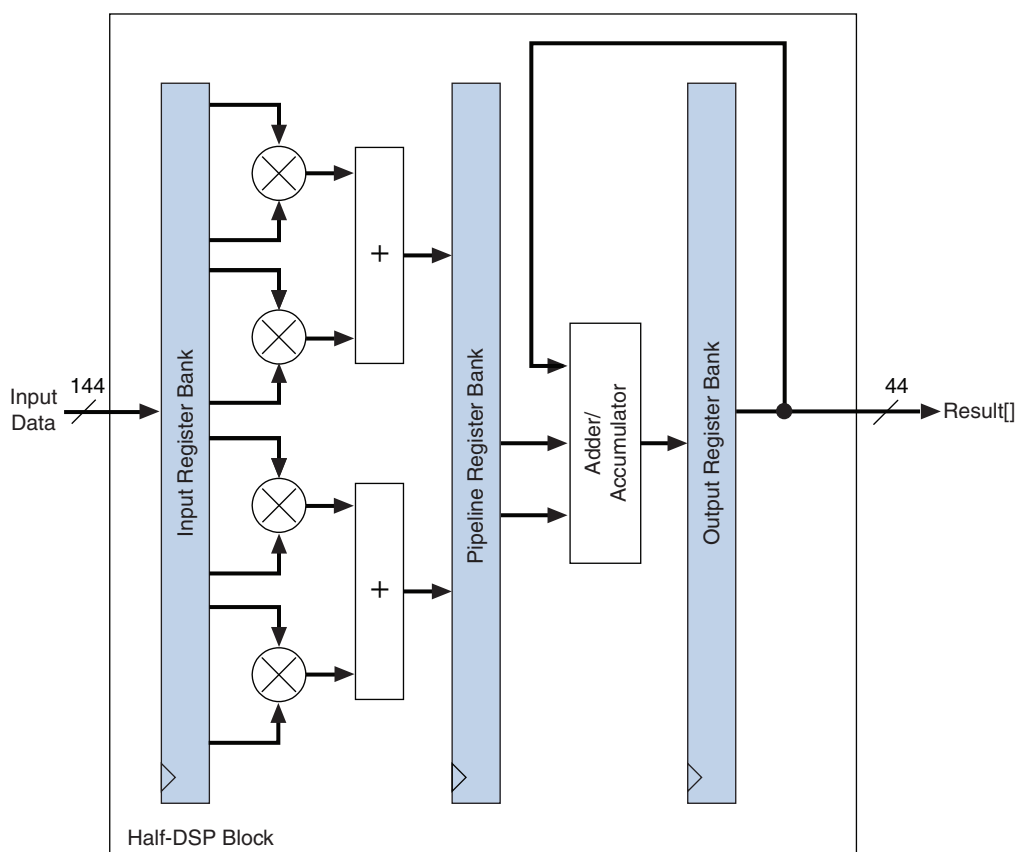 Input
Data
144
Input Register Bank
+
+
Pipeline Register Bank
Adder/
Accumulator
Output Register Bank
44
Result[]
Half-DSP Block